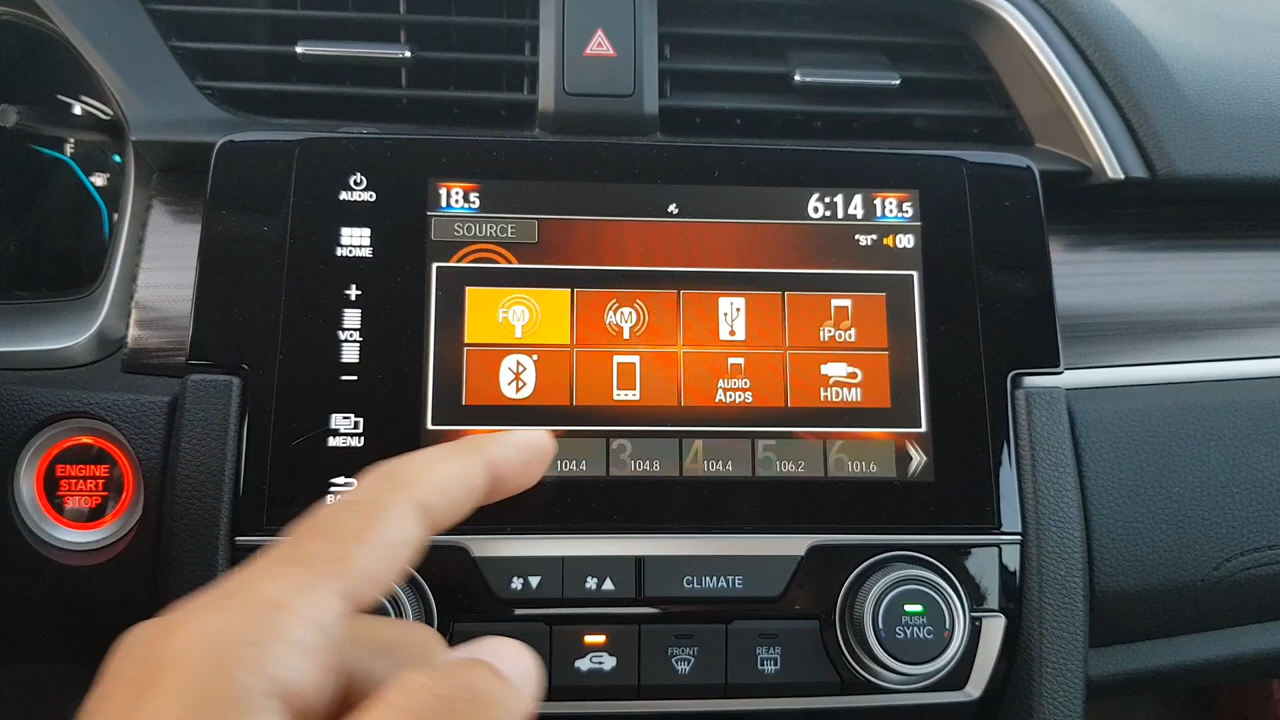 F
AUDIO
HOME
+
VOL
−
MENU
18.5
6:14 18.5
SOURCE
"ST" 00
FM
AM
iPod
AUDIO
Apps
HDMI
104.4
3 104.8
4 104.4
5 106.2
6 101.6
ENGINE
START
STOP
CLIMATE
PUSH
SYNC
FRONT
REAR